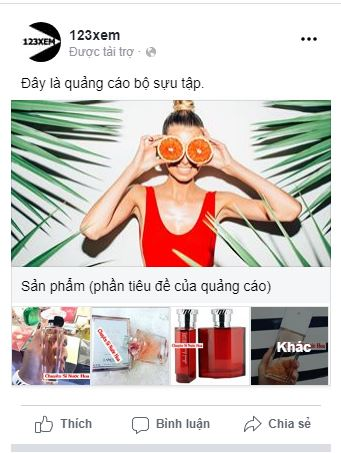 123XEM
123xem
Được tài trợ
Đây là quảng cáo bộ sựu tập.
Sản phẩm (phần tiêu đề của quảng cáo)
Chuyên Sỉ Nước Hoa
Chuyên Sỉ Nước Hoa
Chuyên Sỉ Nước Hoa
Khác
Thích
Bình luận
Chia sẻ